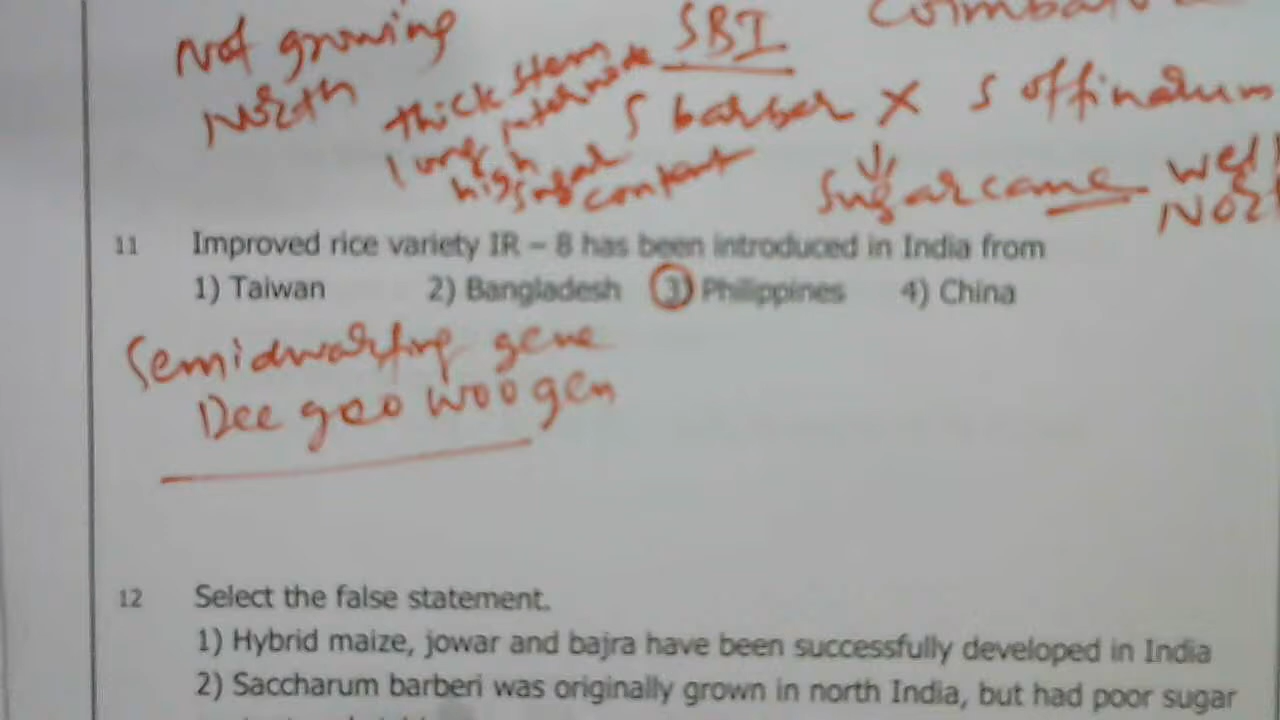 Not growing
North
thick stem
long internode
high sugar content
SBI
S barber X S offinarum
Sugarcame
11 Improved rice variety IR – 8 has been introduced in India from
1) Taiwan 2) Bangladesh 3) Philippines 4) China
Semidwarfing gene
Dee geo woo gen
12 Select the false statement.
1) Hybrid maize, jowar and bajra have been successfully developed in India
2) Saccharum barberi was originally grown in north India, but had poor sugar